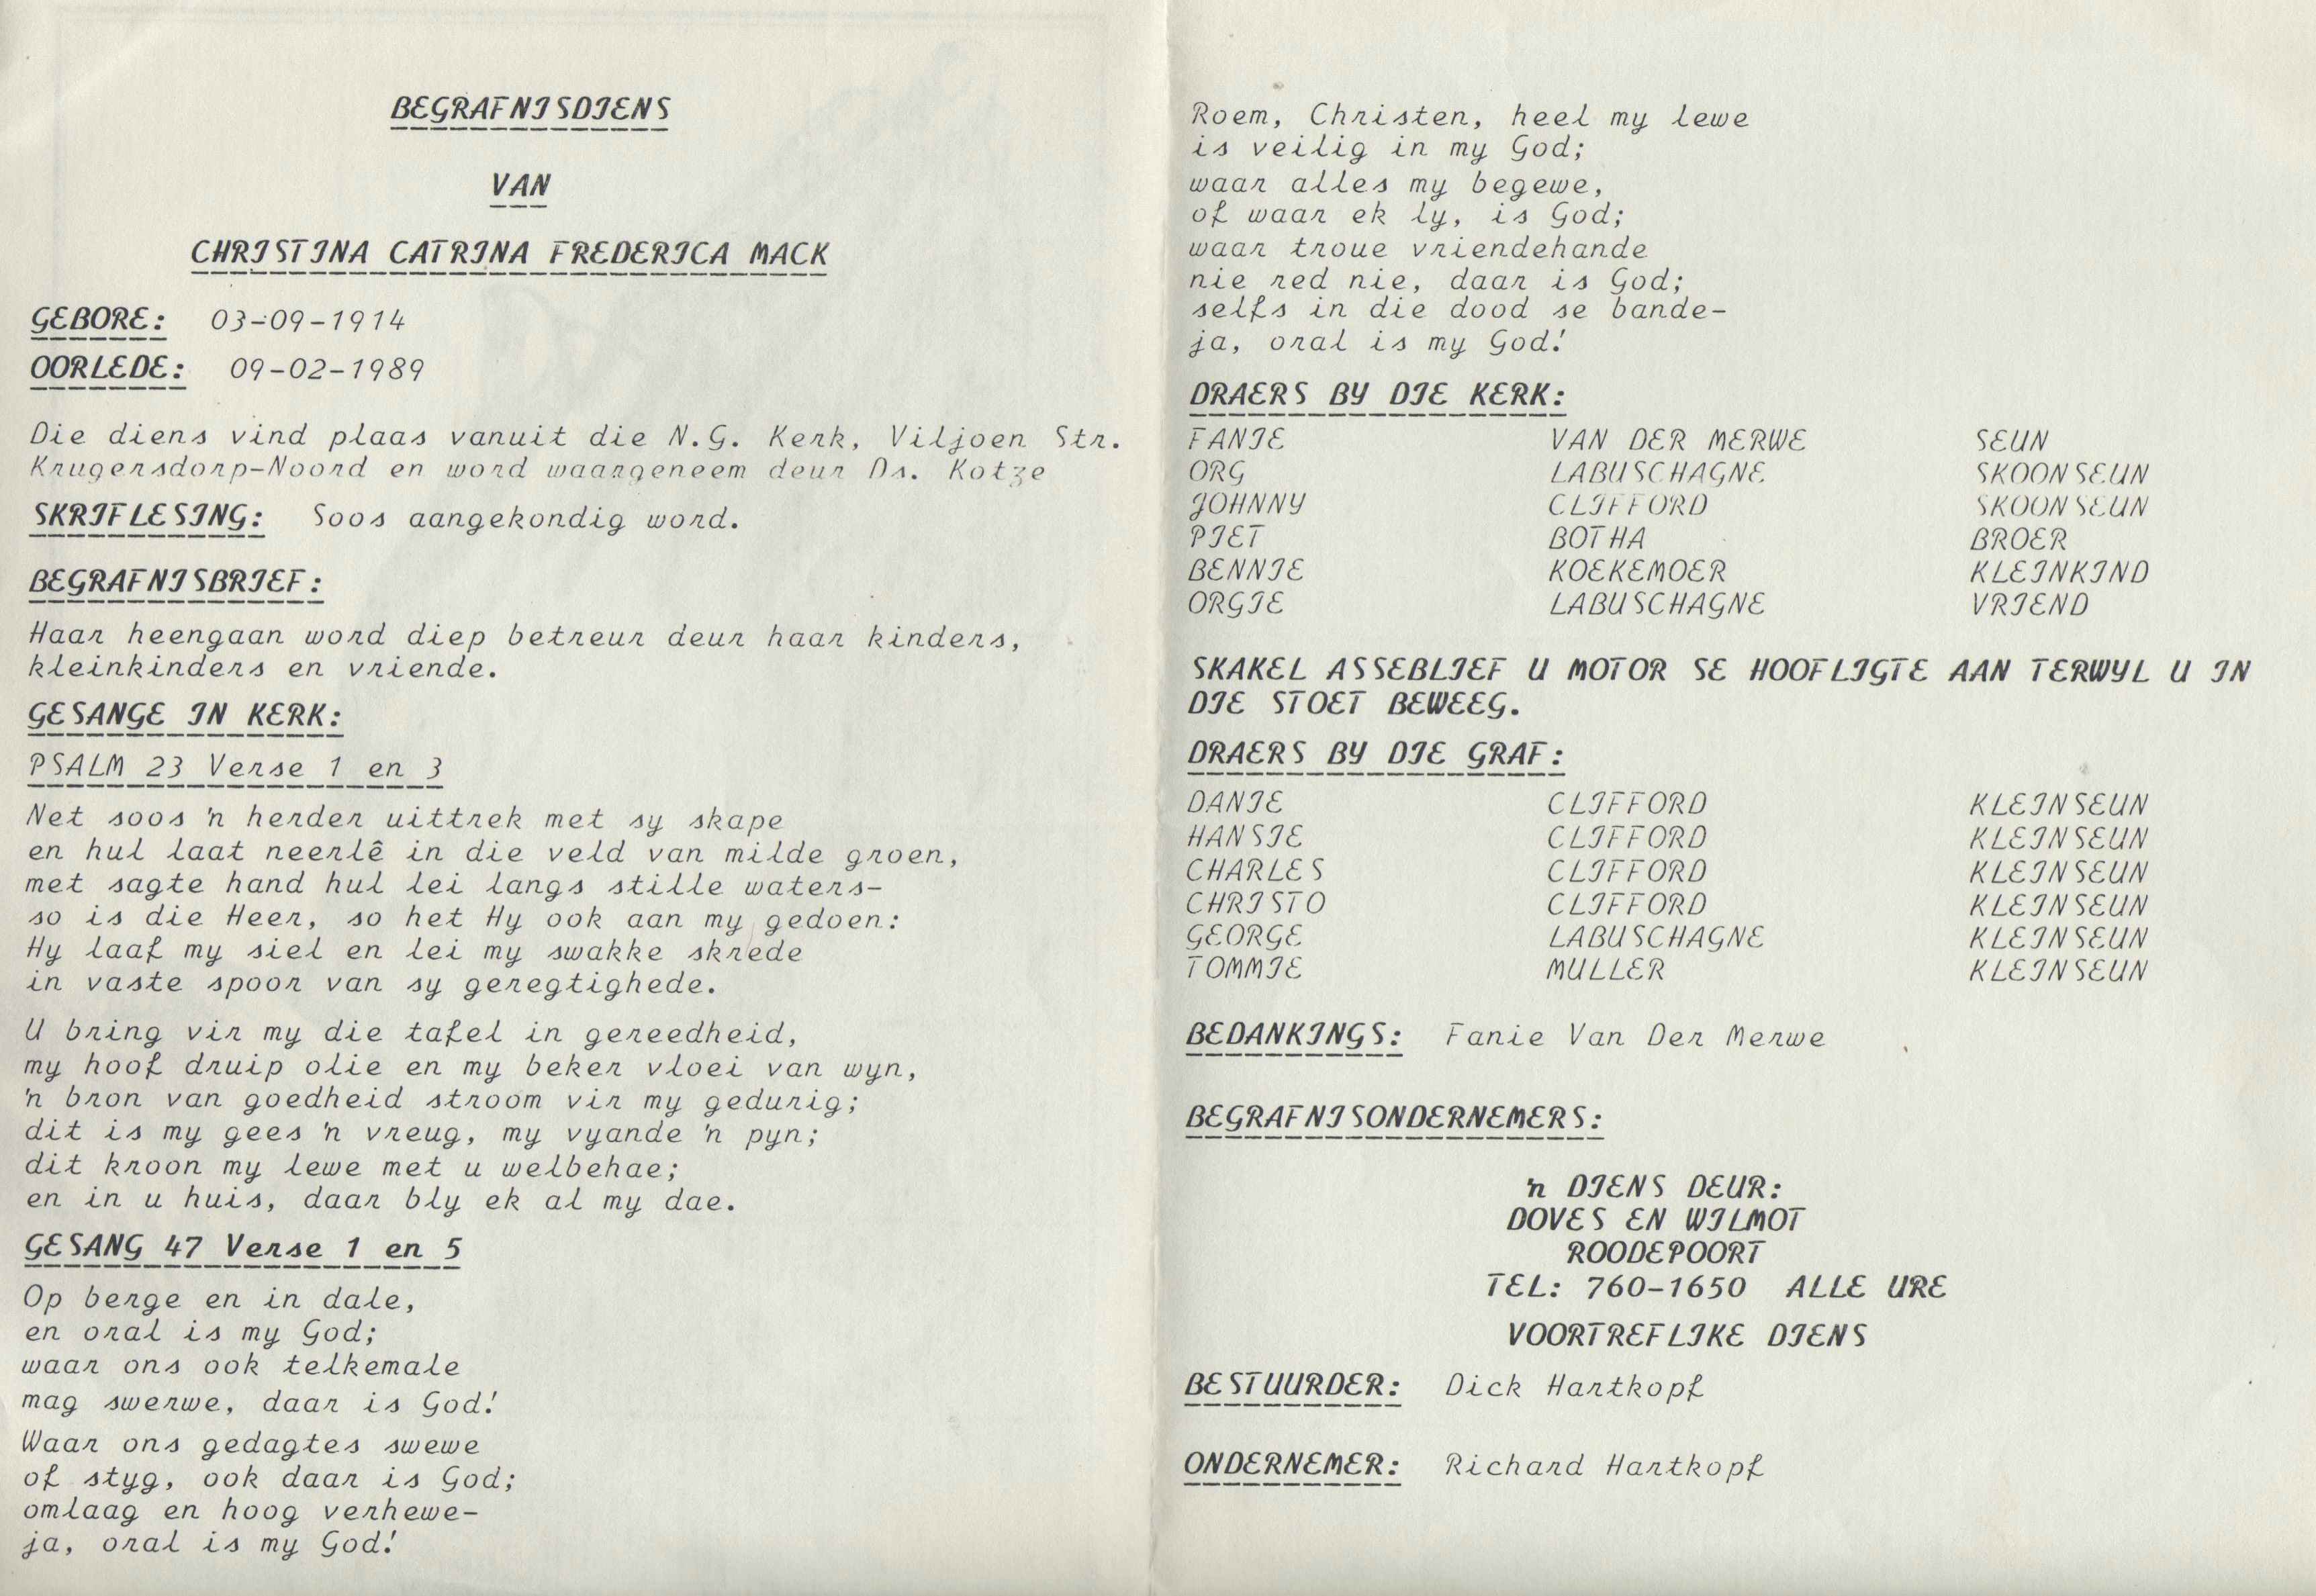 BEGRAFNISDIENS
VAN
CHRISTINA CATRINA FREDERICA MACK
GEBORE: 03-09-1914
OORLEDE: 09-02-1989
Die diens vind plaas vanuit die N.G. Kerk, Viljoen Str.
Krugersdorp-Noord en word waargeneem deur Ds. Kotze
SKRIFLESING: Soos aangekondig word.
BEGRAFNISBRIEF:
Haar heengaan word diep betreur deur haar kinders,
kleinkinders en vriende.
GESANGE IN KERK:
PSALM 23 Verse 1 en 3
Net soos 'n herder uittrek met sy skape
en hul laat neerlê in die veld van milde groen,
met sagte hand hul lei langs stille waters-
so is die Heer, so het Hy ook aan my gedoen:
Hy laaf my siel en lei my swakke skrede
in vaste spoor van sy geregtighede.
U bring vir my die tafel in gereedheid,
my hoof druip olie en my beker vloei van wyn,
'n bron van goedheid stroom vir my gedurig;
dit is my gees 'n vreug, my vyande 'n pyn;
dit kroon my lewe met u welbehae;
en in u huis, daar bly ek al my dae.
GESANG 47 Verse 1 en 5
Op berge en in dale,
en oral is my God;
waar ons ook telkemale
mag swerwe, daar is God!
Waar ons gedagtes swewe
of styg, ook daar is God;
omlaag en hoog verhewe-
ja, oral is my God!
Roem, Christen, heel my lewe
is veilig in my God;
waar alles my begewe,
of waar ek ly, is God;
waar troue vriendehande
nie red nie, daar is God;
selfs in die dood se bande-
ja, oral is my God!
DRAERS BY DIE KERK:
FANIE VAN DER MERWE SEUN
ORG LABUSCHAGNE SKOONSEUN
JOHNNY CLIFFORD SKOONSEUN
PIET BOTHA BROER
BENNIE KOEKEMOER KLEINKIND
ORGIE LABUSCHAGNE VRIEND
SKAKEL ASSEBLIEF U MOTOR SE HOOFLIGTE AAN TERWYL U IN
DIE STOET BEWEEG.
DRAERS BY DIE GRAF:
DANIE CLIFFORD KLEINSEUN
HANSIE CLIFFORD KLEINSEUN
CHARLES CLIFFORD KLEINSEUN
CHRISTO CLIFFORD KLEINSEUN
GEORGE LABUSCHAGNE KLEINSEUN
TOMMIE MULLER KLEINSEUN
BEDANKINGS: Fanie Van Der Merwe
BEGRAFNISONDERNEMERS:
'n DIENS DEUR:
DOVES EN WILMOT
ROODEPOORT
TEL: 760-1650 ALLE URE
VOORTREFLIKE DIENS
BESTUURDER: Dick Hartkopf
ONDERNEMER: Richard Hartkopf